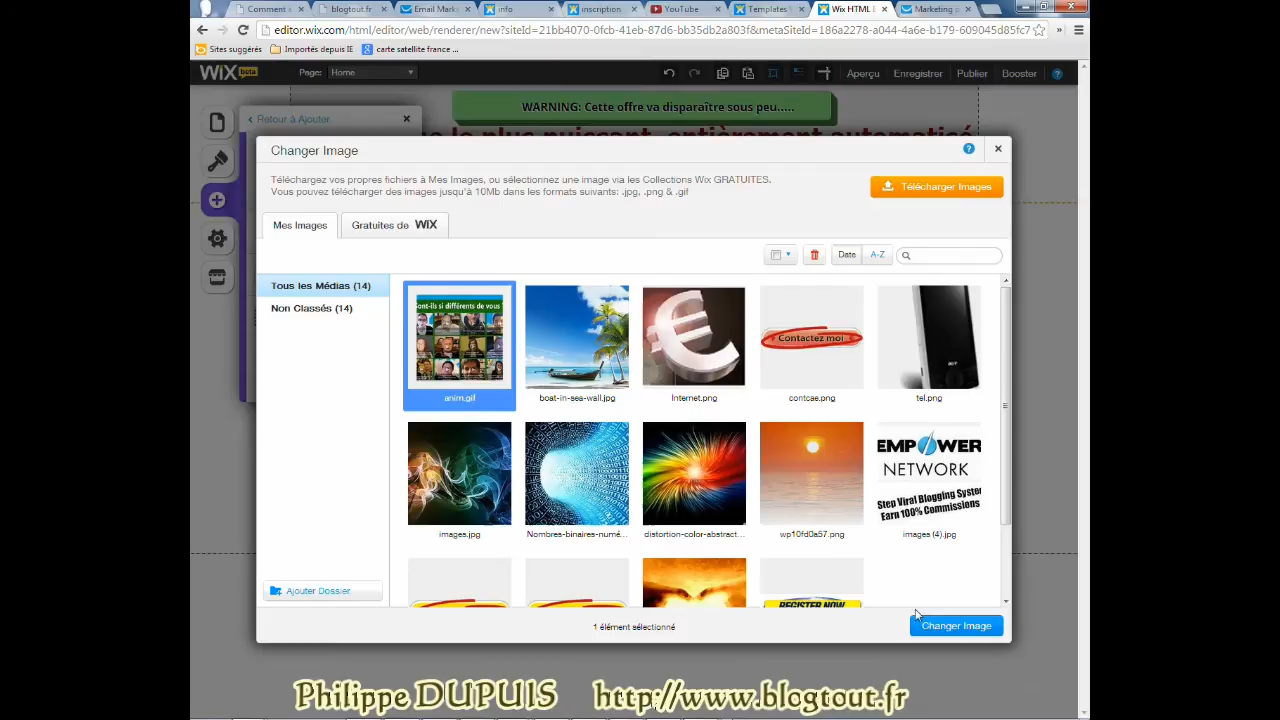 Comment e
blogtout.fr
Email Marke
info
inscription
YouTube
Templates
Wix HTML E
Marketing p
editor.wix.com/html/editor/web/renderer/new?siteId=21bb4070-0fcb-41eb-87d6-bb35db2a803f&metaSiteId=186a2278-a044-4a6e-b179-609045d85fc7
Sites suggérés
Importés depuis IE
carte satellite france ...
WIX beta
Page:
Home
Aperçu
Enregistrer
Publier
Booster
WARNING: Cette offre va disparaître sous peu.....
Retour à Ajouter
le plus puissant, entièrement automatisé
Changer Image
Téléchargez vos propres fichiers à Mes Images, ou sélectionnez une image via les Collections Wix GRATUITES.
Vous pouvez télécharger des images jusqu'à 10Mb dans les formats suivants: .jpg, .png & .gif
Télécharger Images
Mes Images
Gratuites de WIX
Date
A-Z
Tous les Médias (14)
Non Classés (14)
Sont-ils si différents de vous
Contactez moi
acer
anim.gif
boat-in-sea-wall.jpg
Internet.png
contcae.png
tel.png
EMPOWER
NETWORK
Step Viral Blogging System
Earn 100% Commissions
images.jpg
Nombres-binaires-numé...
distortion-color-abstract...
wp10fd0a57.png
images (4).jpg
REGISTER NOW
Ajouter Dossier
1 élément sélectionné
Changer Image
Philippe DUPUIS http://www.blogtout.fr